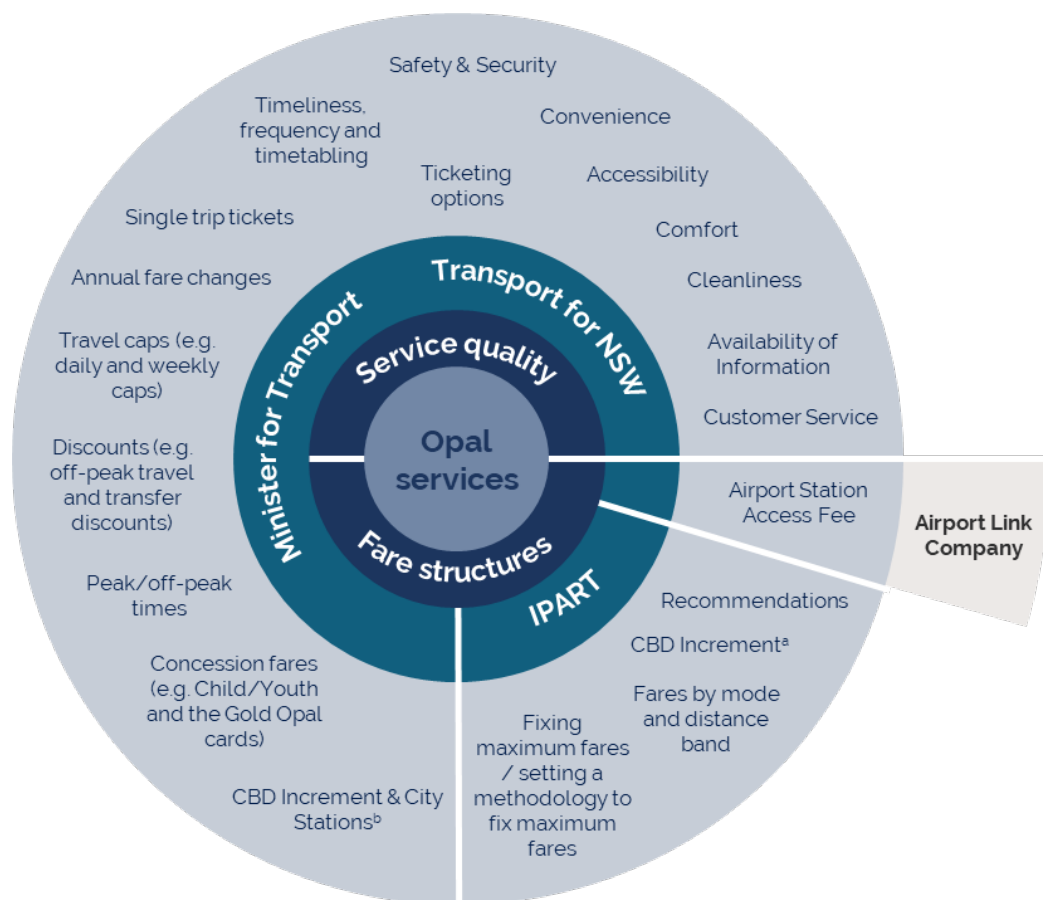 Safety & Security
Timeliness,
frequency and
timetabling
Convenience
Ticketing
options
Accessibility
Single trip tickets
Comfort
Annual fare changes
Cleanliness
Travel caps (e.g.
daily and weekly
caps)
Availability of
Information
Customer Service
Discounts (e.g.
off-peak travel
and transfer
discounts)
Minister for Transport
Transport for NSW
Service quality
Opal
services
Fare structures
IPART
Airport Station
Access Fee
Airport Link
Company
Peak/off-peak
times
Recommendations
CBD Incrementᵃ
Concession fares
(e.g. Child/Youth
and the Gold Opal
cards)
Fares by mode
and distance
band
Fixing
maximum fares
/ setting a
methodology to
fix maximum
fares
CBD Increment & City
Stationsᵇ